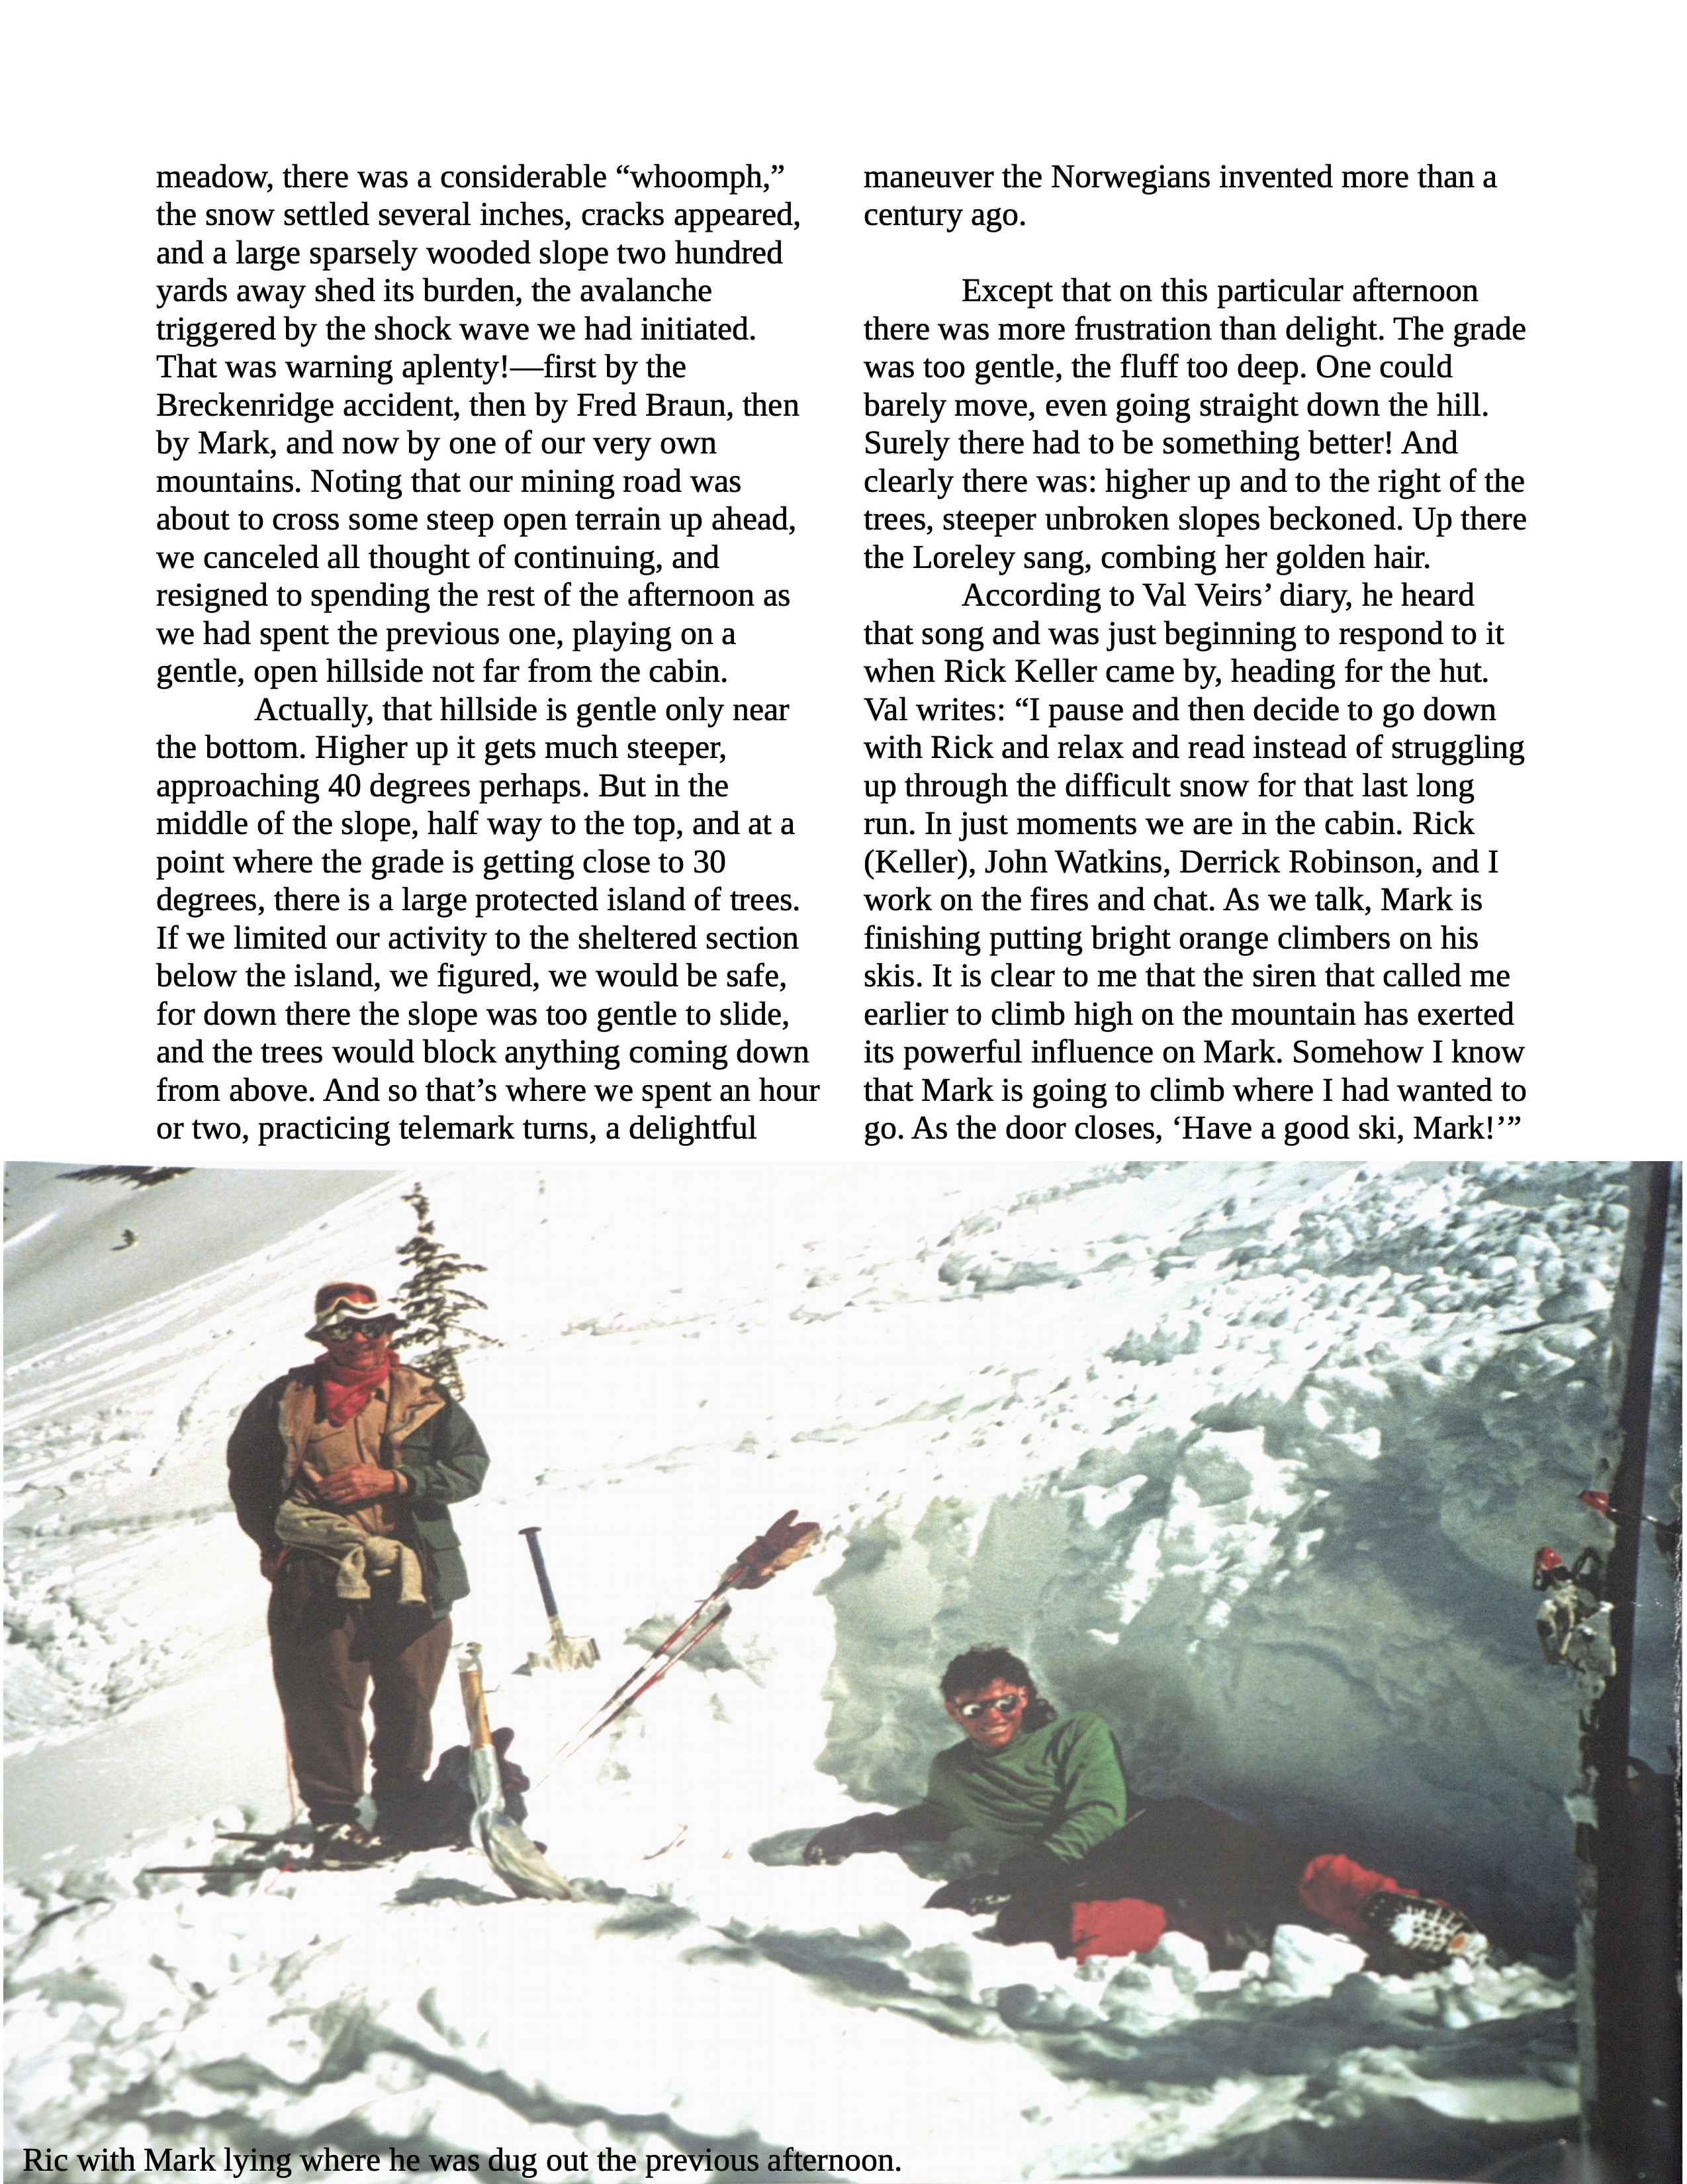 meadow, there was a considerable “whoomph,”
the snow settled several inches, cracks appeared,
and a large sparsely wooded slope two hundred
yards away shed its burden, the avalanche
triggered by the shock wave we had initiated.
That was warning aplenty!—first by the
Breckenridge accident, then by Fred Braun, then
by Mark, and now by one of our very own
mountains. Noting that our mining road was
about to cross some steep open terrain up ahead,
we canceled all thought of continuing, and
resigned to spending the rest of the afternoon as
we had spent the previous one, playing on a
gentle, open hillside not far from the cabin.
Actually, that hillside is gentle only near
the bottom. Higher up it gets much steeper,
approaching 40 degrees perhaps. But in the
middle of the slope, half way to the top, and at a
point where the grade is getting close to 30
degrees, there is a large protected island of trees.
If we limited our activity to the sheltered section
below the island, we figured, we would be safe,
for down there the slope was too gentle to slide,
and the trees would block anything coming down
from above. And so that’s where we spent an hour
or two, practicing telemark turns, a delightful
maneuver the Norwegians invented more than a
century ago.
Except that on this particular afternoon
there was more frustration than delight. The grade
was too gentle, the fluff too deep. One could
barely move, even going straight down the hill.
Surely there had to be something better! And
clearly there was: higher up and to the right of the
trees, steeper unbroken slopes beckoned. Up there
the Loreley sang, combing her golden hair.
According to Val Veirs’ diary, he heard
that song and was just beginning to respond to it
when Rick Keller came by, heading for the hut.
Val writes: “I pause and then decide to go down
with Rick and relax and read instead of struggling
up through the difficult snow for that last long
run. In just moments we are in the cabin. Rick
(Keller), John Watkins, Derrick Robinson, and I
work on the fires and chat. As we talk, Mark is
finishing putting bright orange climbers on his
skis. It is clear to me that the siren that called me
earlier to climb high on the mountain has exerted
its powerful influence on Mark. Somehow I know
that Mark is going to climb where I had wanted to
go. As the door closes, ‘Have a good ski, Mark!’”
Ric with Mark lying where he was dug out the previous afternoon.